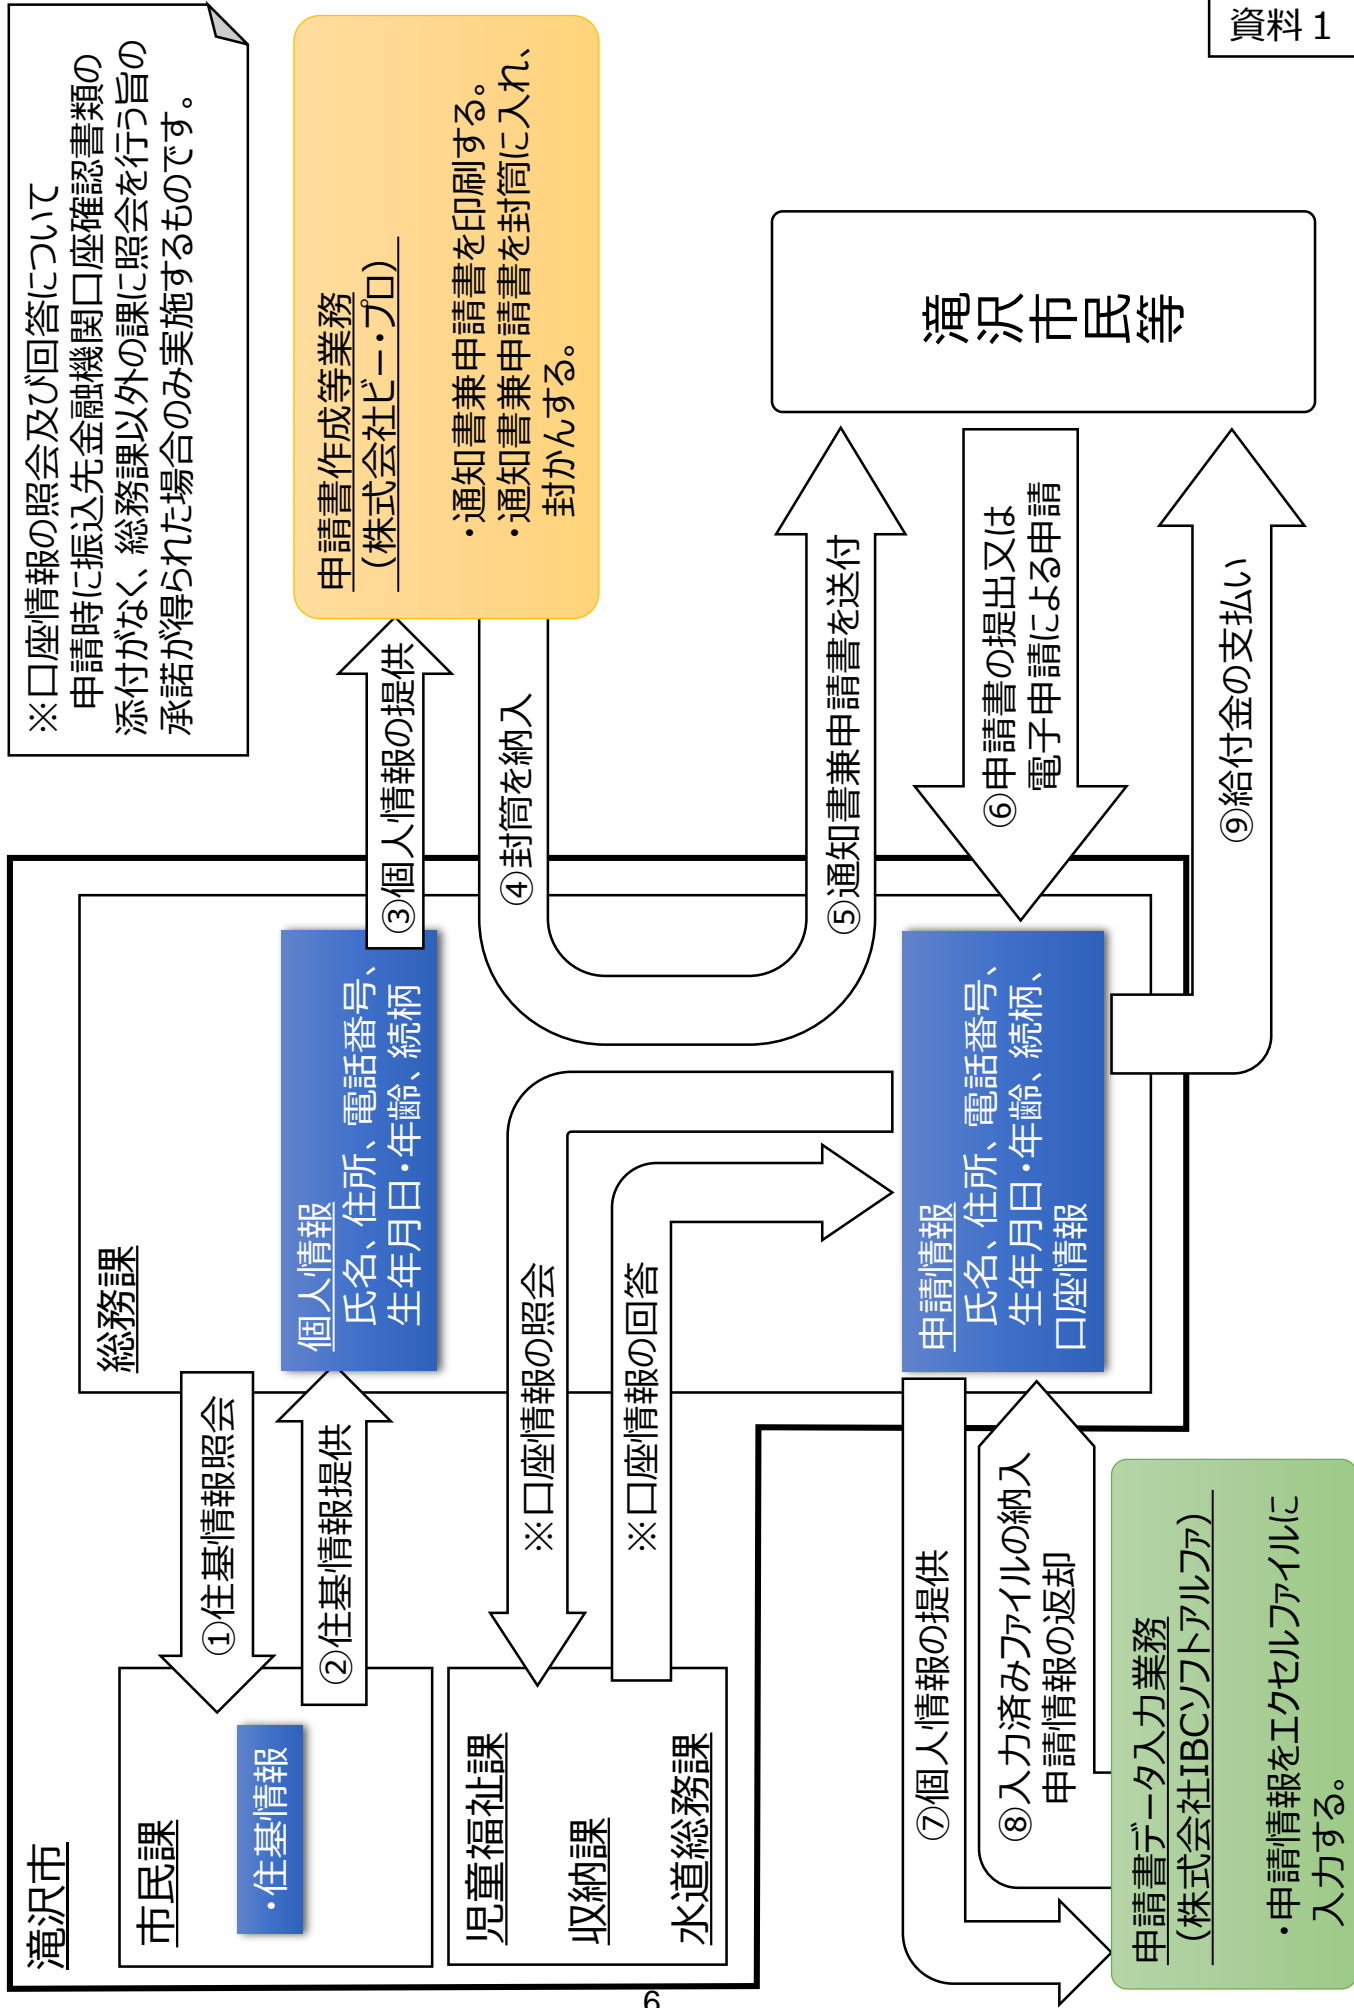 資料１
滝沢市
市民課
・住基情報
①住基情報照会
②住基情報提供
総務課
個人情報
氏名、住所、電話番号、
生年月日・年齢、続柄
③個人情報の提供
※口座情報の照会及び回答について
申請時に振込先金融機関口座確認書類の
添付がなく、総務課以外の課に照会を行う旨の
承諾が得られた場合のみ実施するものです。
申請書作成等業務
(株式会社ビー・プロ)
・通知書兼申請書を印刷する。
・通知書兼申請書を封筒に入れ、
封かんする。
④封筒を納入
児童福祉課
収納課
水道総務課
※口座情報の照会
※口座情報の回答
⑤通知書兼申請書を送付
滝沢市民等
⑥申請書の提出又は
電子申請による申請
申請情報
氏名、住所、電話番号、
生年月日・年齢、続柄、
口座情報
⑦個人情報の提供
⑧入力済みファイルの納入
申請情報の返却
⑨給付金の支払い
申請書データ入力業務
(株式会社IBCソフトアルファ)
・申請情報をエクセルファイルに
入力する。
6